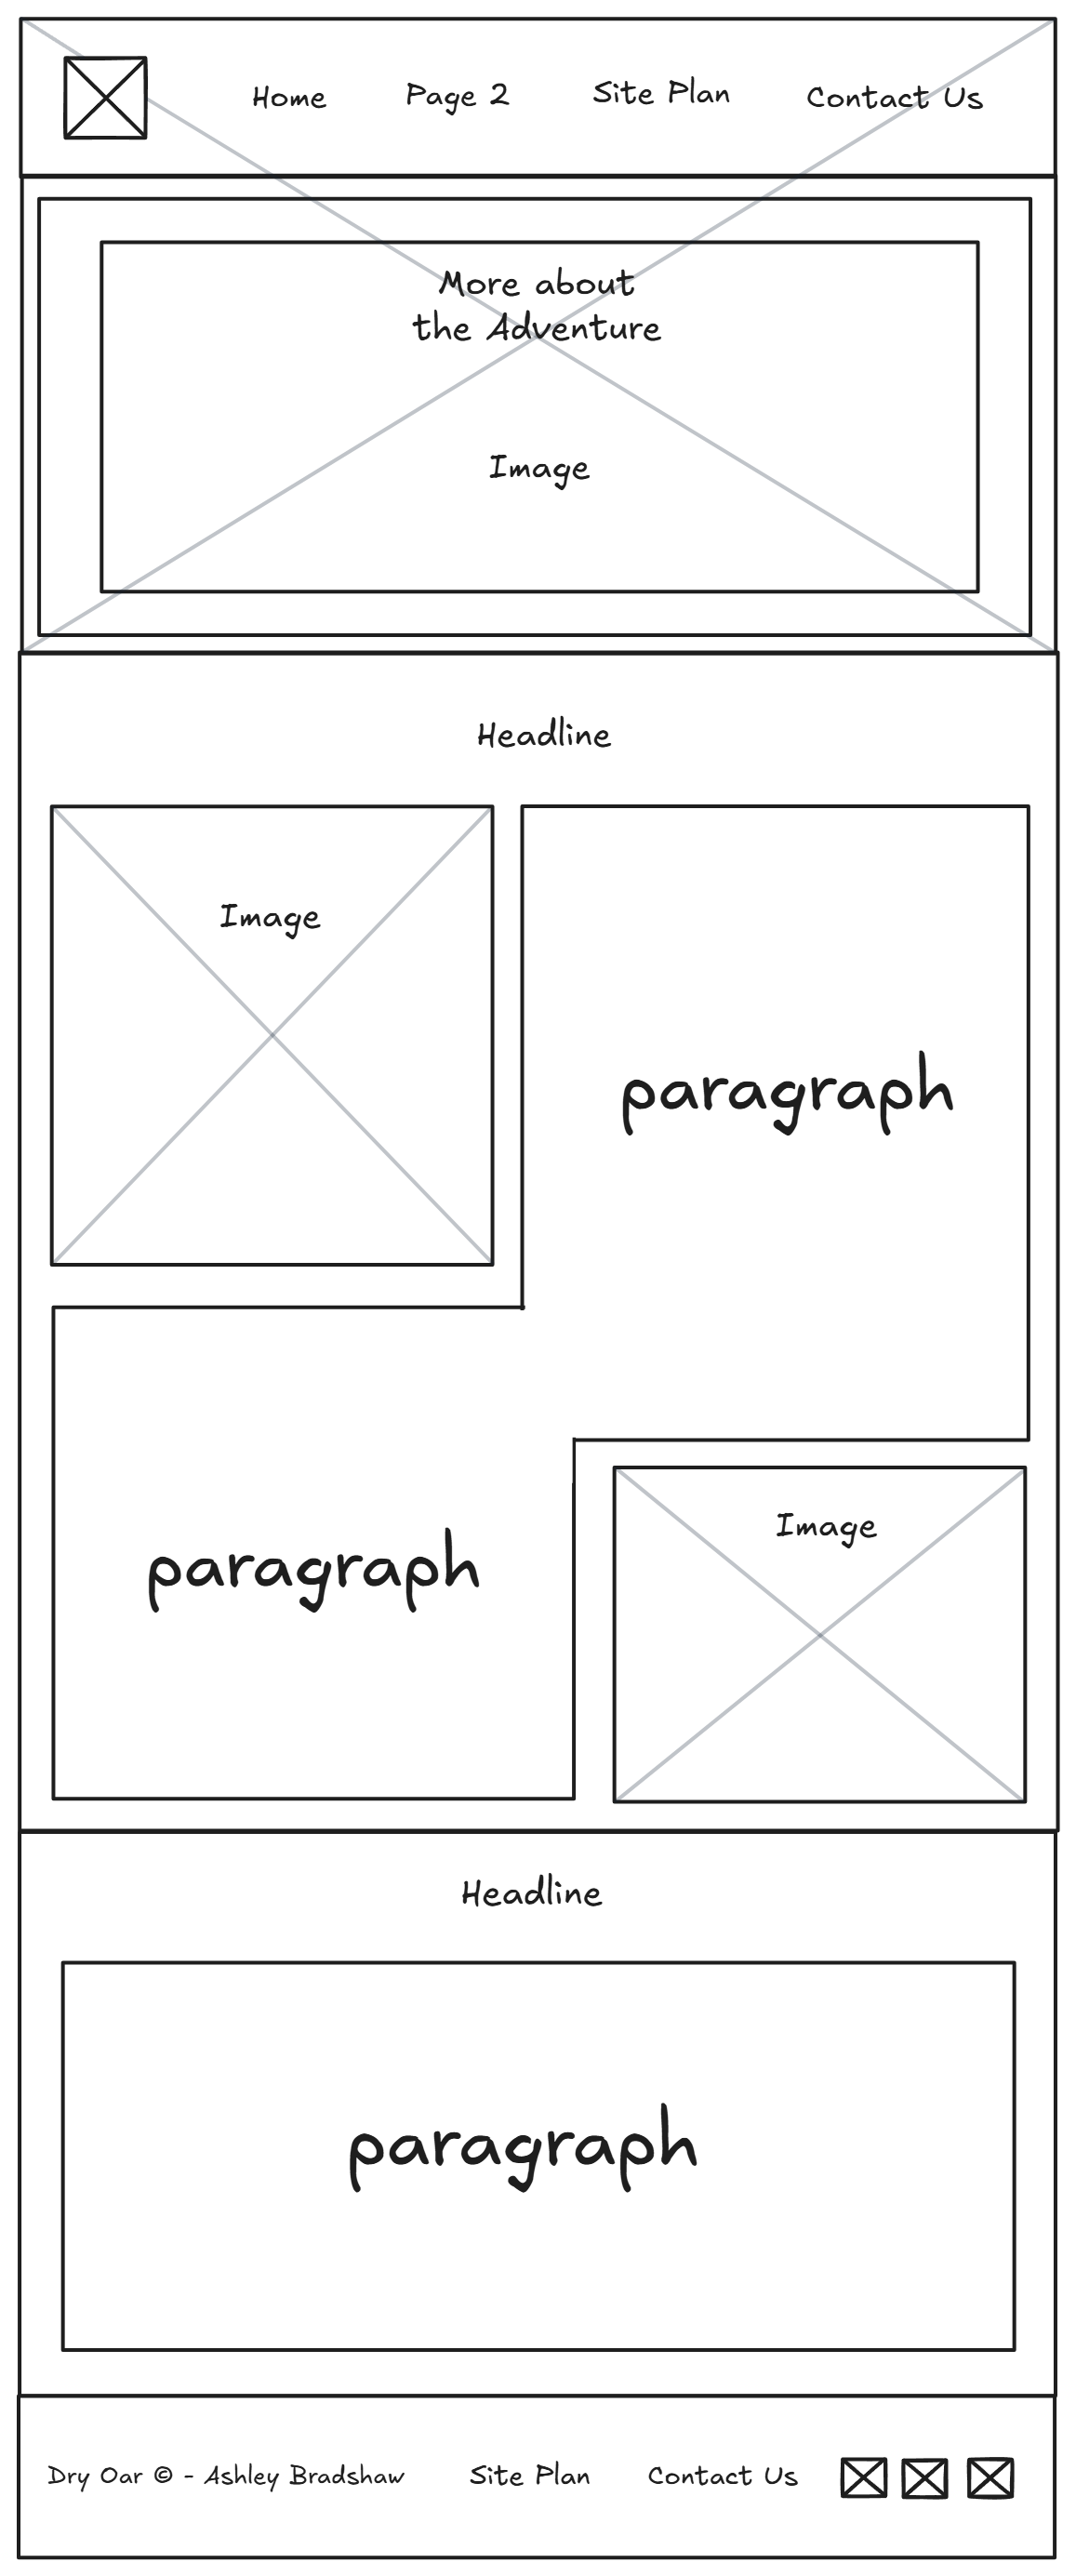 Home Page 2 Site Plan Contact Us
More about
the Adventure
Image
Headline
Image
paragraph
paragraph
Image
Headline
paragraph
Dry Oar © - Ashley Bradshaw Site Plan Contact Us